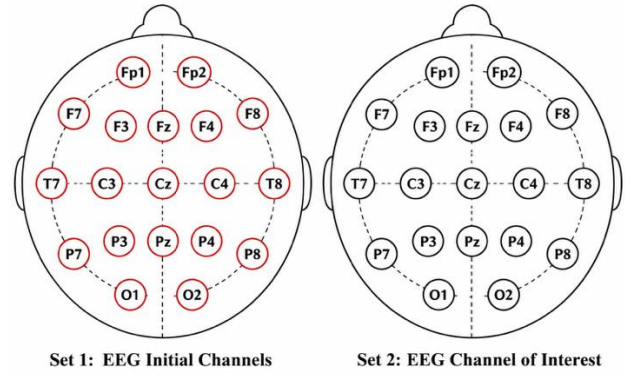 Fp1 Fp2 Fp1 Fp2
F7 F3 Fz F4 F8 F7 F3 Fz F4 F8
T7 C3 Cz C4 T8 T7 C3 Cz C4 T8
P7 P3 Pz P4 P8 P7 P3 Pz P4 P8
O1 O2 O1 O2
Set 1: EEG Initial Channels Set 2: EEG Channel of Interest